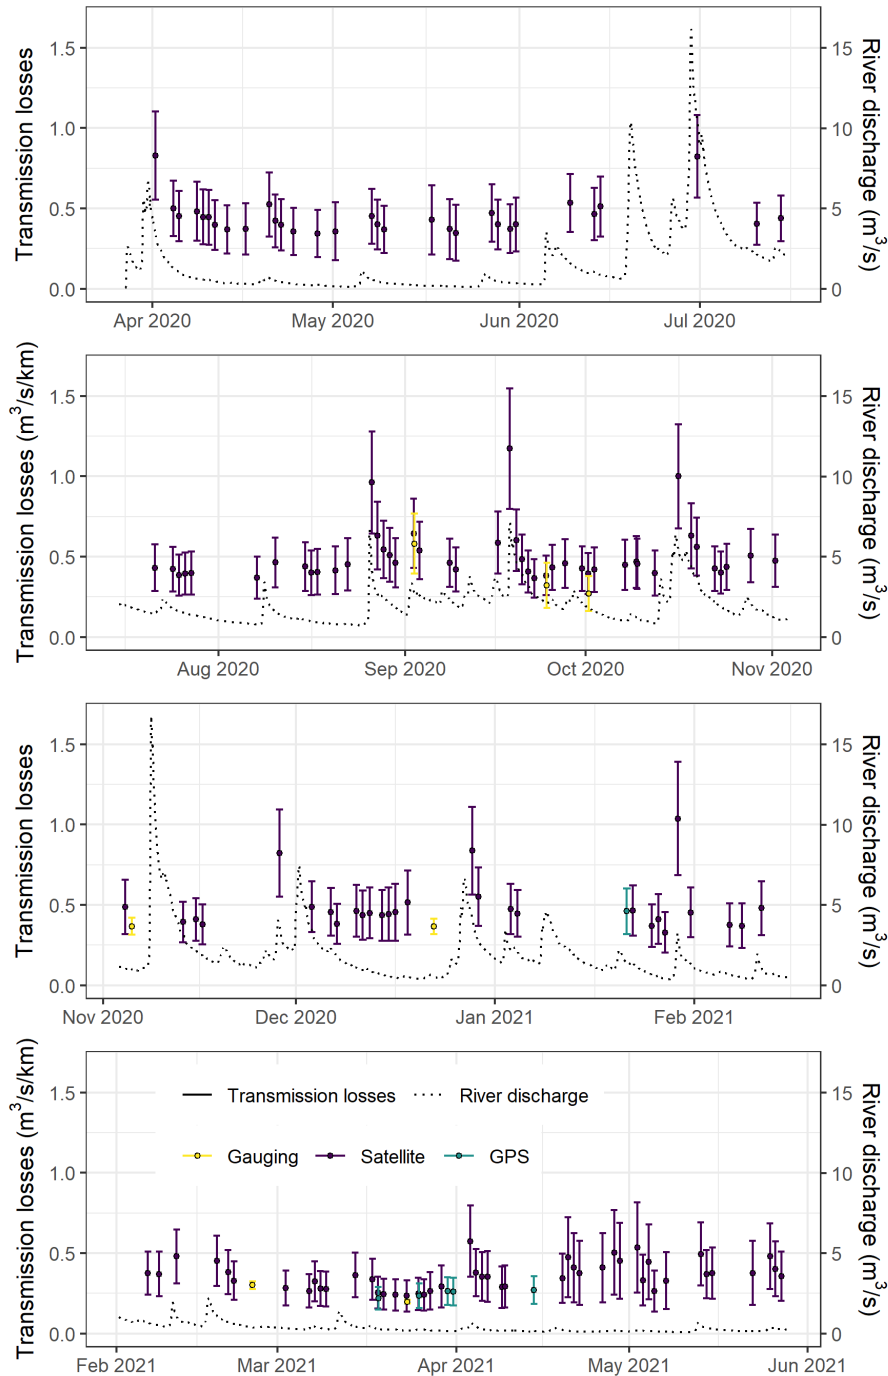 Transmission losses
River discharge (m³/s)
1.5
1.0
0.5
0.0
15
10
5
0
Apr 2020
May 2020
Jun 2020
Jul 2020
Transmission losses (m³/s/km)
River discharge (m³/s)
1.5
1.0
0.5
0.0
15
10
5
0
Aug 2020
Sep 2020
Oct 2020
Nov 2020
Transmission losses
River discharge (m³/s)
1.5
1.0
0.5
0.0
15
10
5
0
Nov 2020
Dec 2020
Jan 2021
Feb 2021
Transmission losses (m³/s/km)
River discharge (m³/s)
1.5
1.0
0.5
0.0
15
10
5
0
Transmission losses River discharge
Gauging Satellite GPS
Feb 2021
Mar 2021
Apr 2021
May 2021
Jun 2021